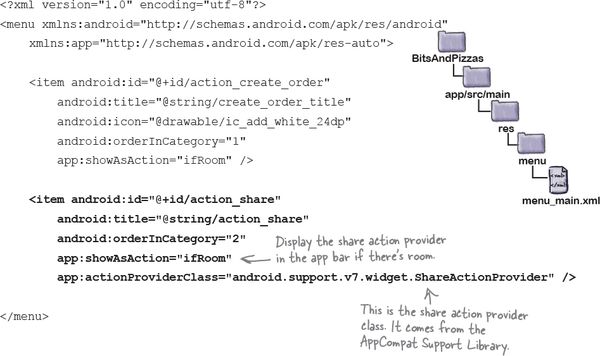 <?xml version="1.0" encoding="utf-8"?>
<menu xmlns:android="http://schemas.android.com/apk/res/android"
xmlns:app="http://schemas.android.com/apk/res-auto">
<item android:id="@+id/action_create_order"
android:title="@string/create_order_title"
android:icon="@drawable/ic_add_white_24dp"
android:orderInCategory="1"
app:showAsAction="ifRoom" />
<item android:id="@+id/action_share"
android:title="@string/action_share"
android:orderInCategory="2"
app:showAsAction="ifRoom"
app:actionProviderClass="android.support.v7.widget.ShareActionProvider" />
</menu>
Display the share action provider
in the app bar if there's room.
This is the share action provider
class. It comes from the
AppCompat Support Library.
BitsAndPizzas
app/src/main
res
menu
<xml>
</xml>
menu_main.xml